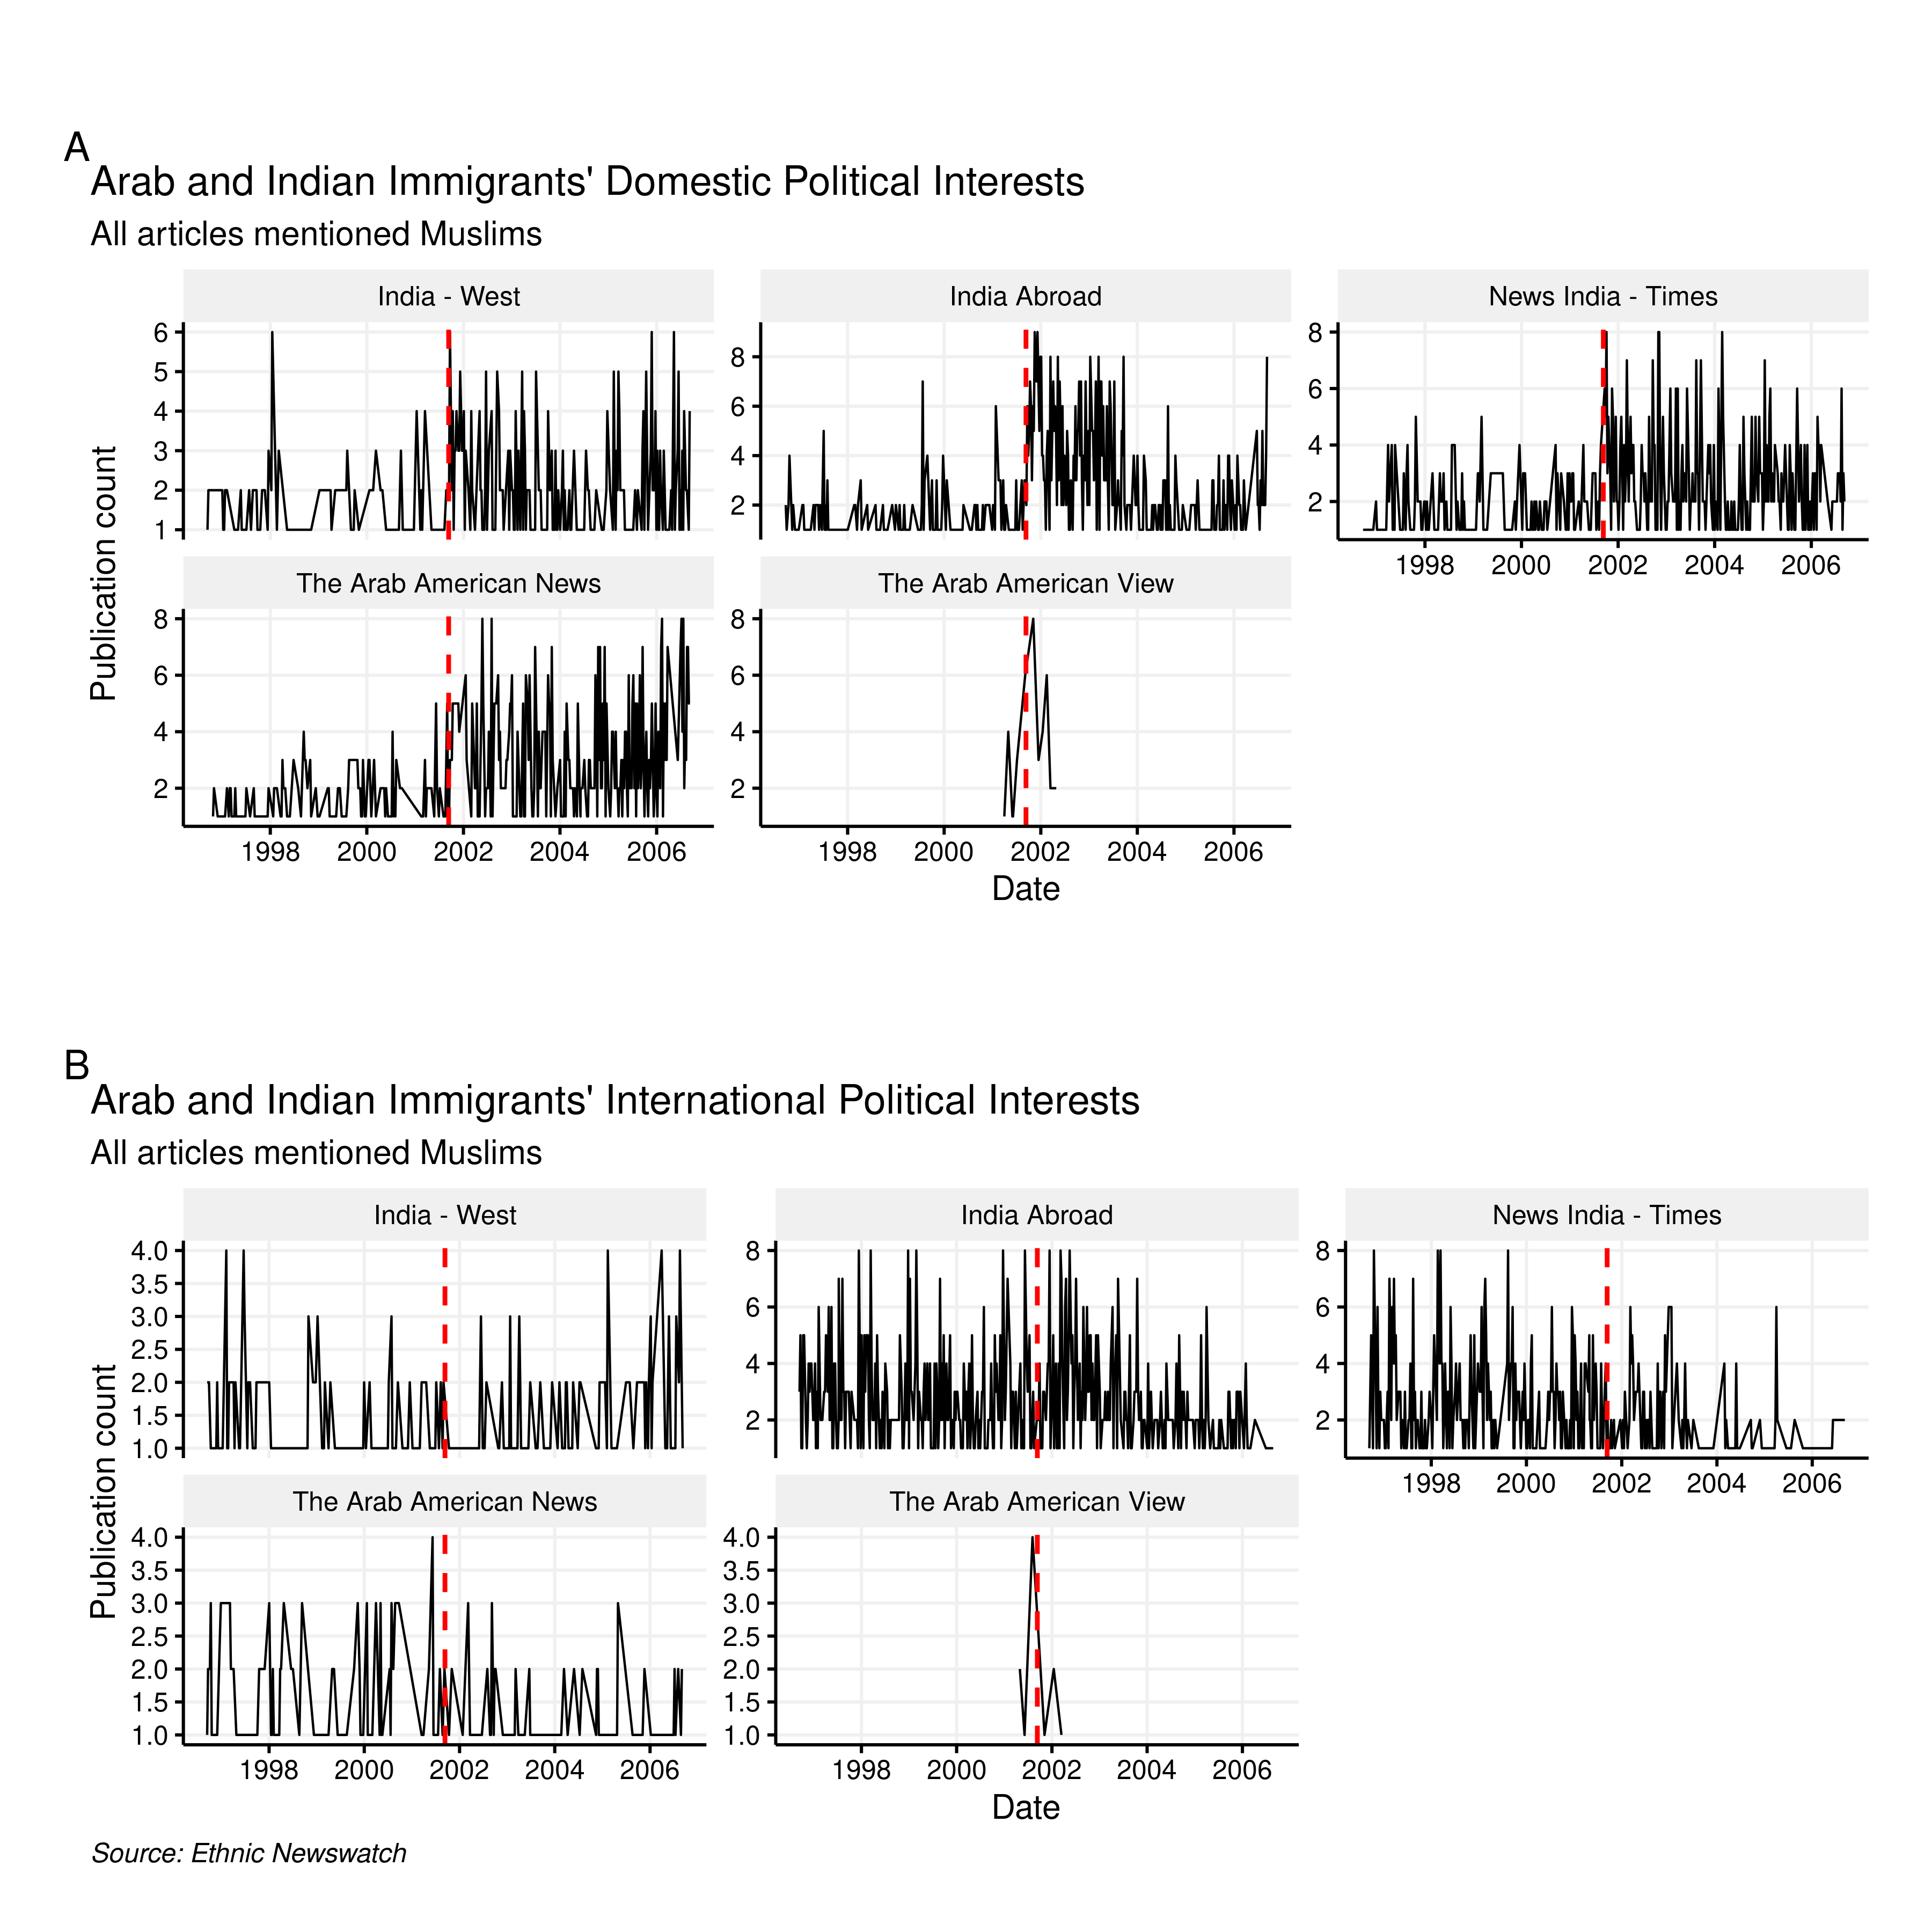 A
Arab and Indian Immigrants' Domestic Political Interests
All articles mentioned Muslims
India - West
India Abroad
News India - Times
6
5
4
3
2
1
8
6
4
2
8
6
4
2
1998 2000 2002 2004 2006
Publication count
The Arab American News
The Arab American View
8
6
4
2
8
6
4
2
1998 2000 2002 2004 2006
1998 2000 2002 2004 2006
Date
B
Arab and Indian Immigrants' International Political Interests
All articles mentioned Muslims
India - West
India Abroad
News India - Times
4.0
3.5
3.0
2.5
2.0
1.5
1.0
8
6
4
2
8
6
4
2
1998 2000 2002 2004 2006
Publication count
The Arab American News
The Arab American View
4.0
3.5
3.0
2.5
2.0
1.5
1.0
4.0
3.5
3.0
2.5
2.0
1.5
1.0
1998 2000 2002 2004 2006
1998 2000 2002 2004 2006
Date
Source: Ethnic Newswatch